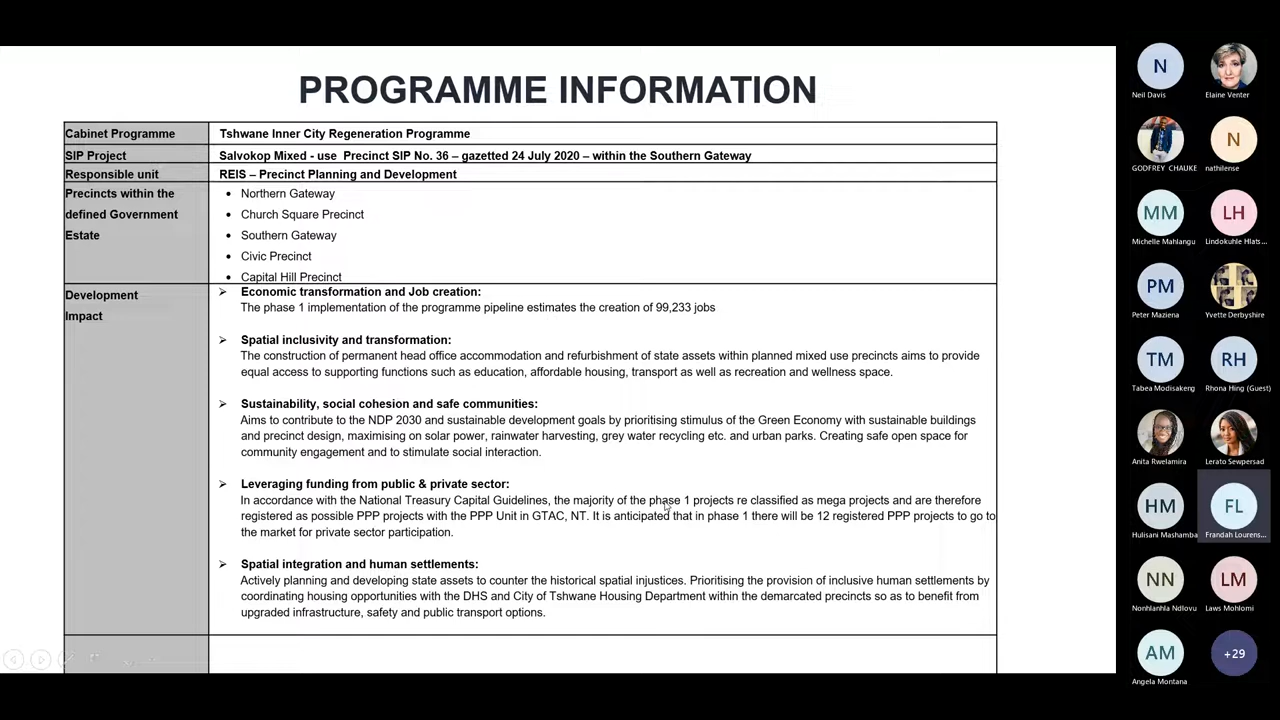 PROGRAMME INFORMATION
Cabinet Programme
Tshwane Inner City Regeneration Programme
SIP Project
Salvokop Mixed - use Precinct SIP No. 36 – gazetted 24 July 2020 – within the Southern Gateway
Responsible unit
REIS – Precinct Planning and Development
Precincts within the
defined Government
Estate
• Northern Gateway
• Church Square Precinct
• Southern Gateway
• Civic Precinct
• Capital Hill Precinct
Development
Impact
➢ Economic transformation and Job creation:
The phase 1 implementation of the programme pipeline estimates the creation of 99,233 jobs
➢ Spatial inclusivity and transformation:
The construction of permanent head office accommodation and refurbishment of state assets within planned mixed use precincts aims to provide
equal access to supporting functions such as education, affordable housing, transport as well as recreation and wellness space.
➢ Sustainability, social cohesion and safe communities:
Aims to contribute to the NDP 2030 and sustainable development goals by prioritising stimulus of the Green Economy with sustainable buildings
and precinct design, maximising on solar power, rainwater harvesting, grey water recycling etc. and urban parks. Creating safe open space for
community engagement and to stimulate social interaction.
➢ Leveraging funding from public & private sector:
In accordance with the National Treasury Capital Guidelines, the majority of the phase 1 projects re classified as mega projects and are therefore
registered as possible PPP projects with the PPP Unit in GTAC, NT. It is anticipated that in phase 1 there will be 12 registered PPP projects to go to
the market for private sector participation.
➢ Spatial integration and human settlements:
Actively planning and developing state assets to counter the historical spatial injustices. Prioritising the provision of inclusive human settlements by
coordinating housing opportunities with the DHS and City of Tshwane Housing Department within the demarcated precincts so as to benefit from
upgraded infrastructure, safety and public transport options.
N
Neil Davis
Elaine Venter
GODFREY CHAUKE
N
nathilense
MM
Michelle Mahlangu
LH
Lindokuhle Hlats...
PM
Peter Maziena
Yvette Derbyshire
TM
Tabea Modisakeng
RH
Rhona Hing (Guest)
Anita Rwelamira
Lerato Sewpersad
HM
Hulisani Mashamba
FL
Frandah Lourens...
NN
Nonhlanhla Ndlovu
LM
Laws Mohlomi
AM
Angela Montana
+29